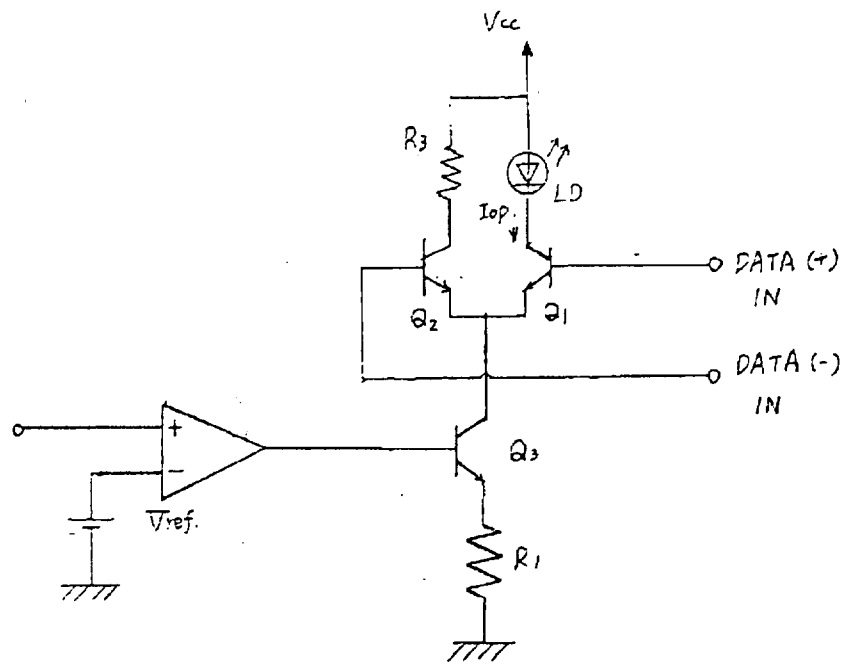 Vcc
R3
LD
Iop.
DATA (+)
IN
Q2
Q1
DATA (-)
IN
+
Q3
−
Vref.
R1